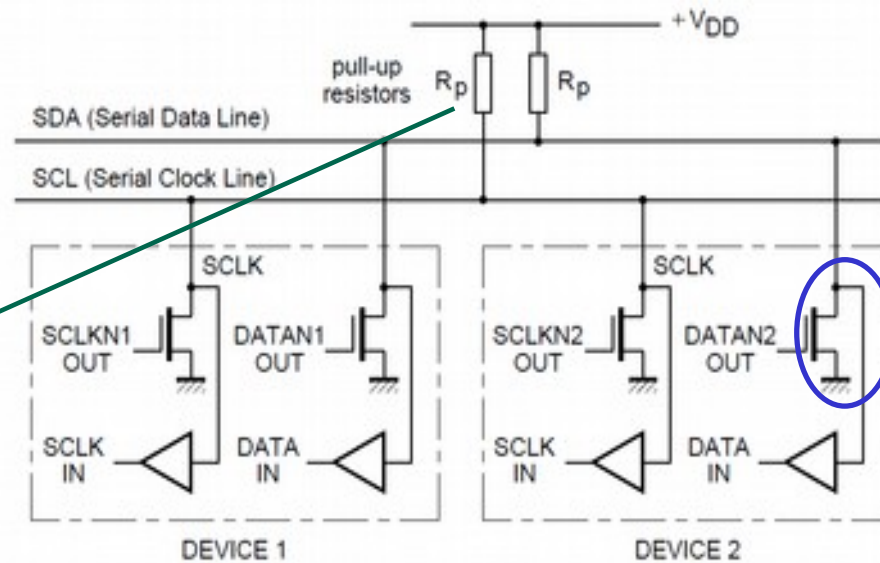 +VDD
pull-up
resistors
Rp
Rp
SDA (Serial Data Line)
SCL (Serial Clock Line)
SCLK
SCLK
SCLKN1
OUT
DATAN1
OUT
SCLKN2
OUT
DATAN2
OUT
SCLK
IN
DATA
IN
SCLK
IN
DATA
IN
DEVICE 1
DEVICE 2